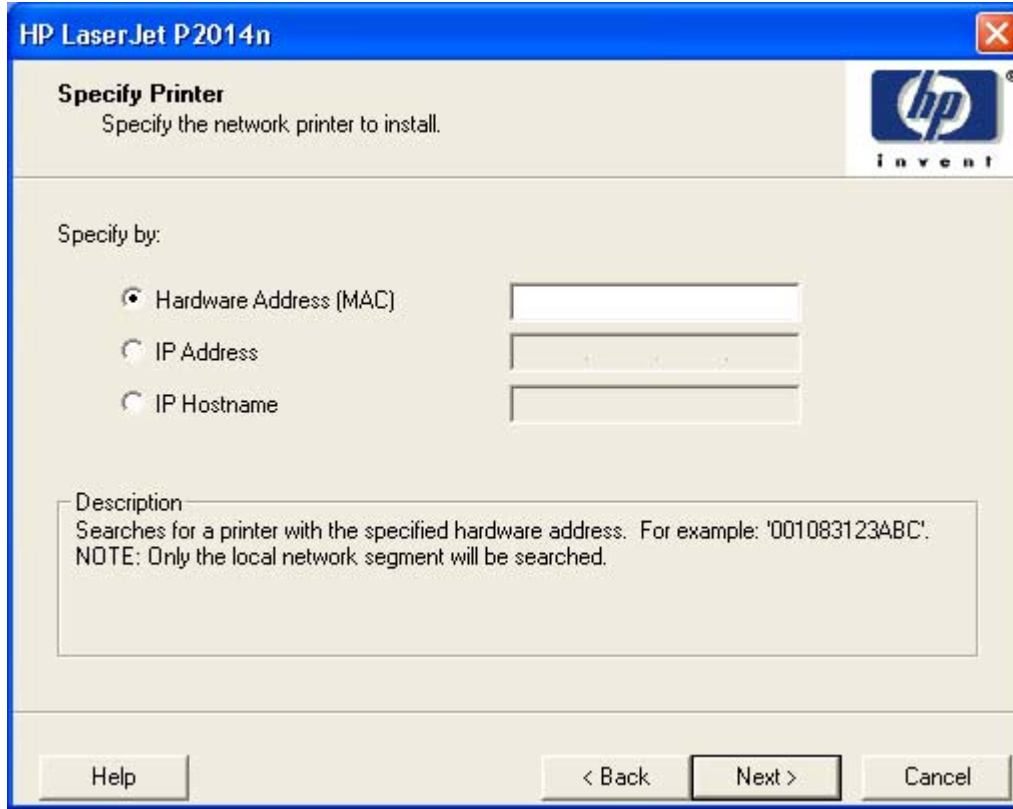 HP LaserJet P2014n
Specify Printer
Specify the network printer to install.
hp
®
invent
Specify by:
Hardware Address (MAC)
IP Address
. . .
IP Hostname
Description
Searches for a printer with the specified hardware address. For example: '001083123ABC'.
NOTE: Only the local network segment will be searched.
Help
< Back
Next >
Cancel